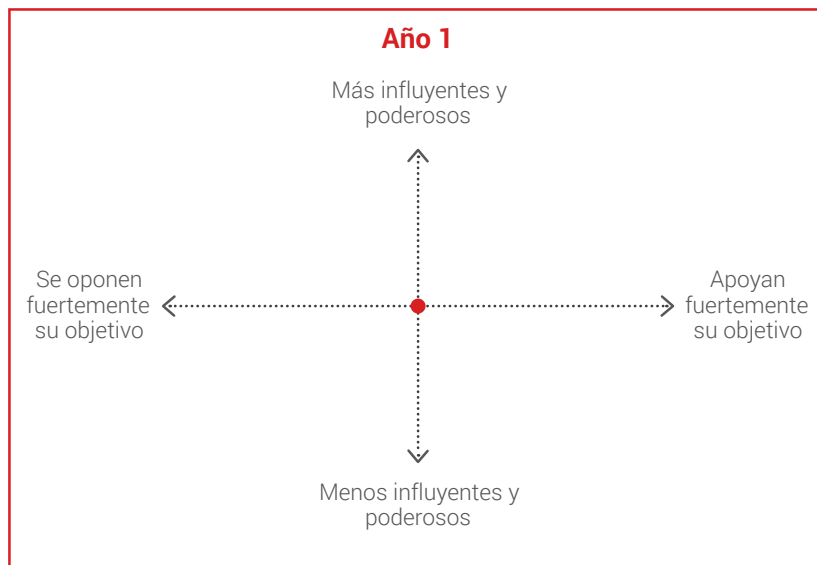 Año 1
Más influyentes y
poderosos
Se oponen
fuertemente
su objetivo
Apoyan
fuertemente
su objetivo
Menos influyentes y
poderosos